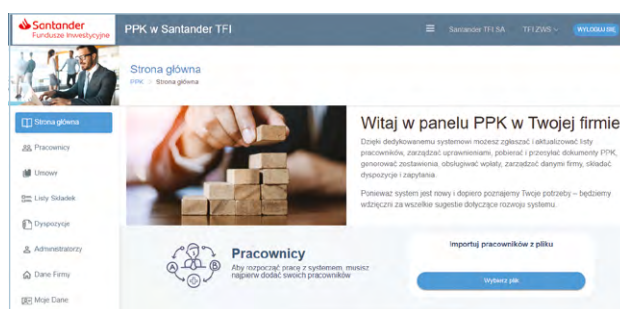 Santander
Fundusze Inwestycyjne
PPK w Santander TFI
Santander TFI SA
TFI ZWS
WYLOGUJ SIĘ
Strona główna
PPK > Strona główna
Strona główna
Pracownicy
Umowy
Listy Składek
Dyspozycje
Administratorzy
Dane Firmy
Moje Dane
Witaj w panelu PPK w Twojej firmie
Dzięki dedykowanemu systemowi możesz zgłaszać i aktualizować listy
pracowników, zarządzać uprawnieniami, pobierać i przesyłać dokumenty PPK,
generować zestawienia, obsługiwać wpłaty, zarządzać danymi firmy, składać
dyspozycje i zapytania.
Ponieważ system jest nowy i dopiero poznajemy Twoje potrzeby – będziemy
wdzięczni za wszelkie sugestie dotyczące rozwoju systemu.
A
B
Pracownicy
Aby rozpocząć pracę z systemem, musisz
najpierw dodać swoich pracowników
Importuj pracowników z pliku
Wybierz plik